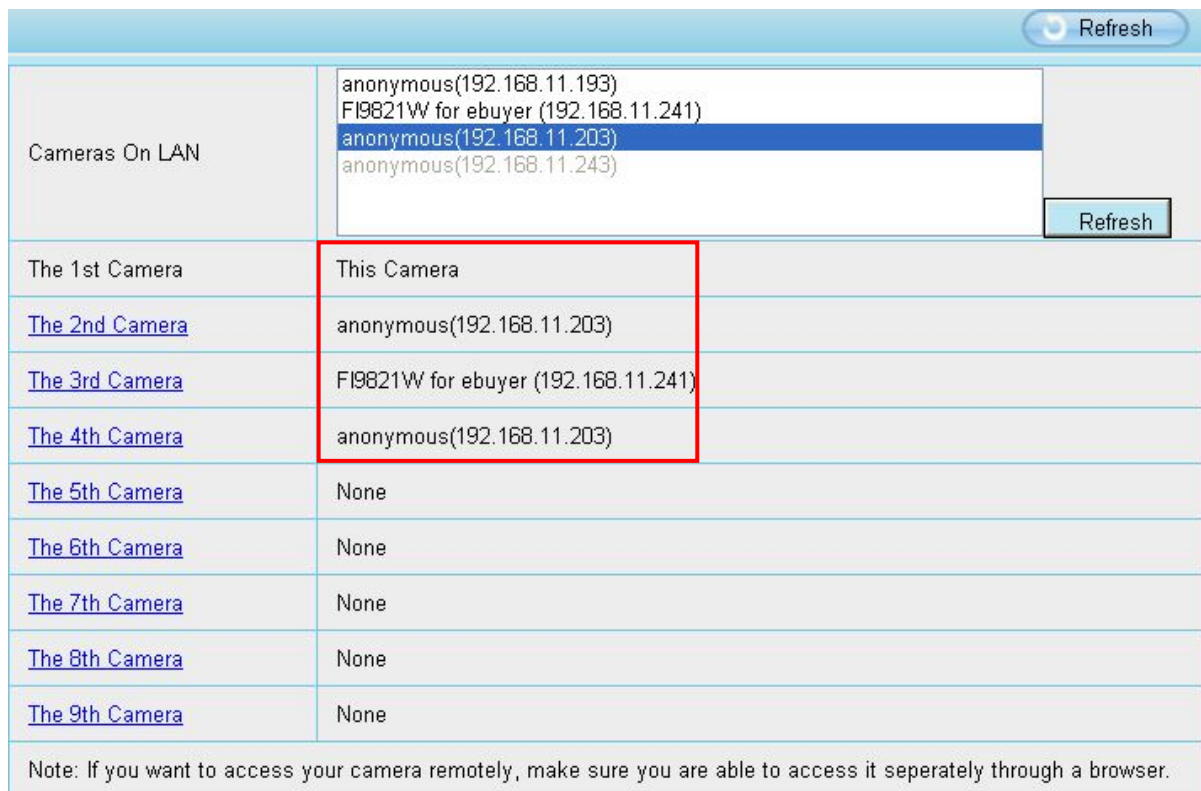 Refresh
Cameras On LAN
anonymous(192.168.11.193)
FI9821W for ebuyer (192.168.11.241)
anonymous(192.168.11.203)
anonymous(192.168.11.243)
Refresh
The 1st Camera This Camera
The 2nd Camera anonymous(192.168.11.203)
The 3rd Camera FI9821W for ebuyer (192.168.11.241)
The 4th Camera anonymous(192.168.11.203)
The 5th Camera None
The 6th Camera None
The 7th Camera None
The 8th Camera None
The 9th Camera None
Note: If you want to access your camera remotely, make sure you are able to access it seperately through a browser.